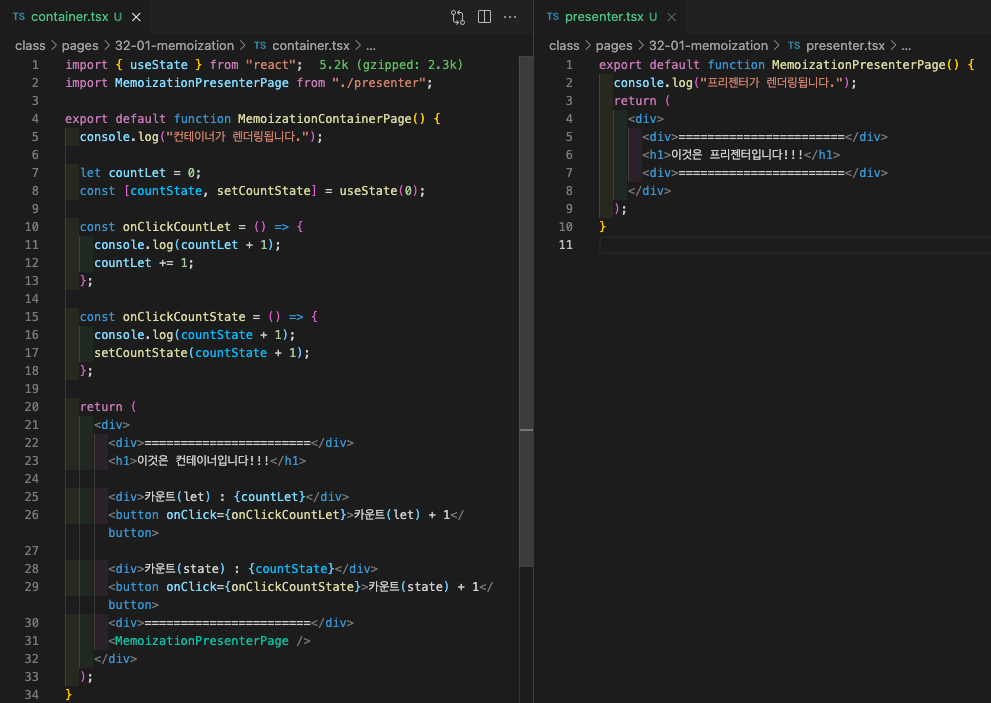 TS container.tsx U ×
class > pages > 32-01-memoization > TS container.tsx > ...
1 import { useState } from "react"; 5.2k (gzipped: 2.3k)
2 import MemoizationPresenterPage from "./presenter";
3
4 export default function MemoizationContainerPage() {
5 console.log("컨테이너가 렌더링됩니다.");
6
7 let countLet = 0;
8 const [countState, setCountState] = useState(0);
9
10 const onClickCountLet = () => {
11 console.log(countLet + 1);
12 countLet += 1;
13 };
14
15 const onClickCountState = () => {
16 console.log(countState + 1);
17 setCountState(countState + 1);
18 };
19
20 return (
21 <div>
22 <div>=======================</div>
23 <h1>이것은 컨테이너입니다!!!</h1>
24
25 <div>카운트(let) : {countLet}</div>
26 <button onClick={onClickCountLet}>카운트(let) + 1</
button>
27
28 <div>카운트(state) : {countState}</div>
29 <button onClick={onClickCountState}>카운트(state) + 1</
button>
30 <div>=======================</div>
31 <MemoizationPresenterPage />
32 </div>
33 );
34 }
TS presenter.tsx U ×
class > pages > 32-01-memoization > TS presenter.tsx > ...
1 export default function MemoizationPresenterPage() {
2 console.log("프리젠터가 렌더링됩니다.");
3 return (
4 <div>
5 <div>=======================</div>
6 <h1>이것은 프리젠터입니다!!!</h1>
7 <div>=======================</div>
8 </div>
9 );
10 }
11